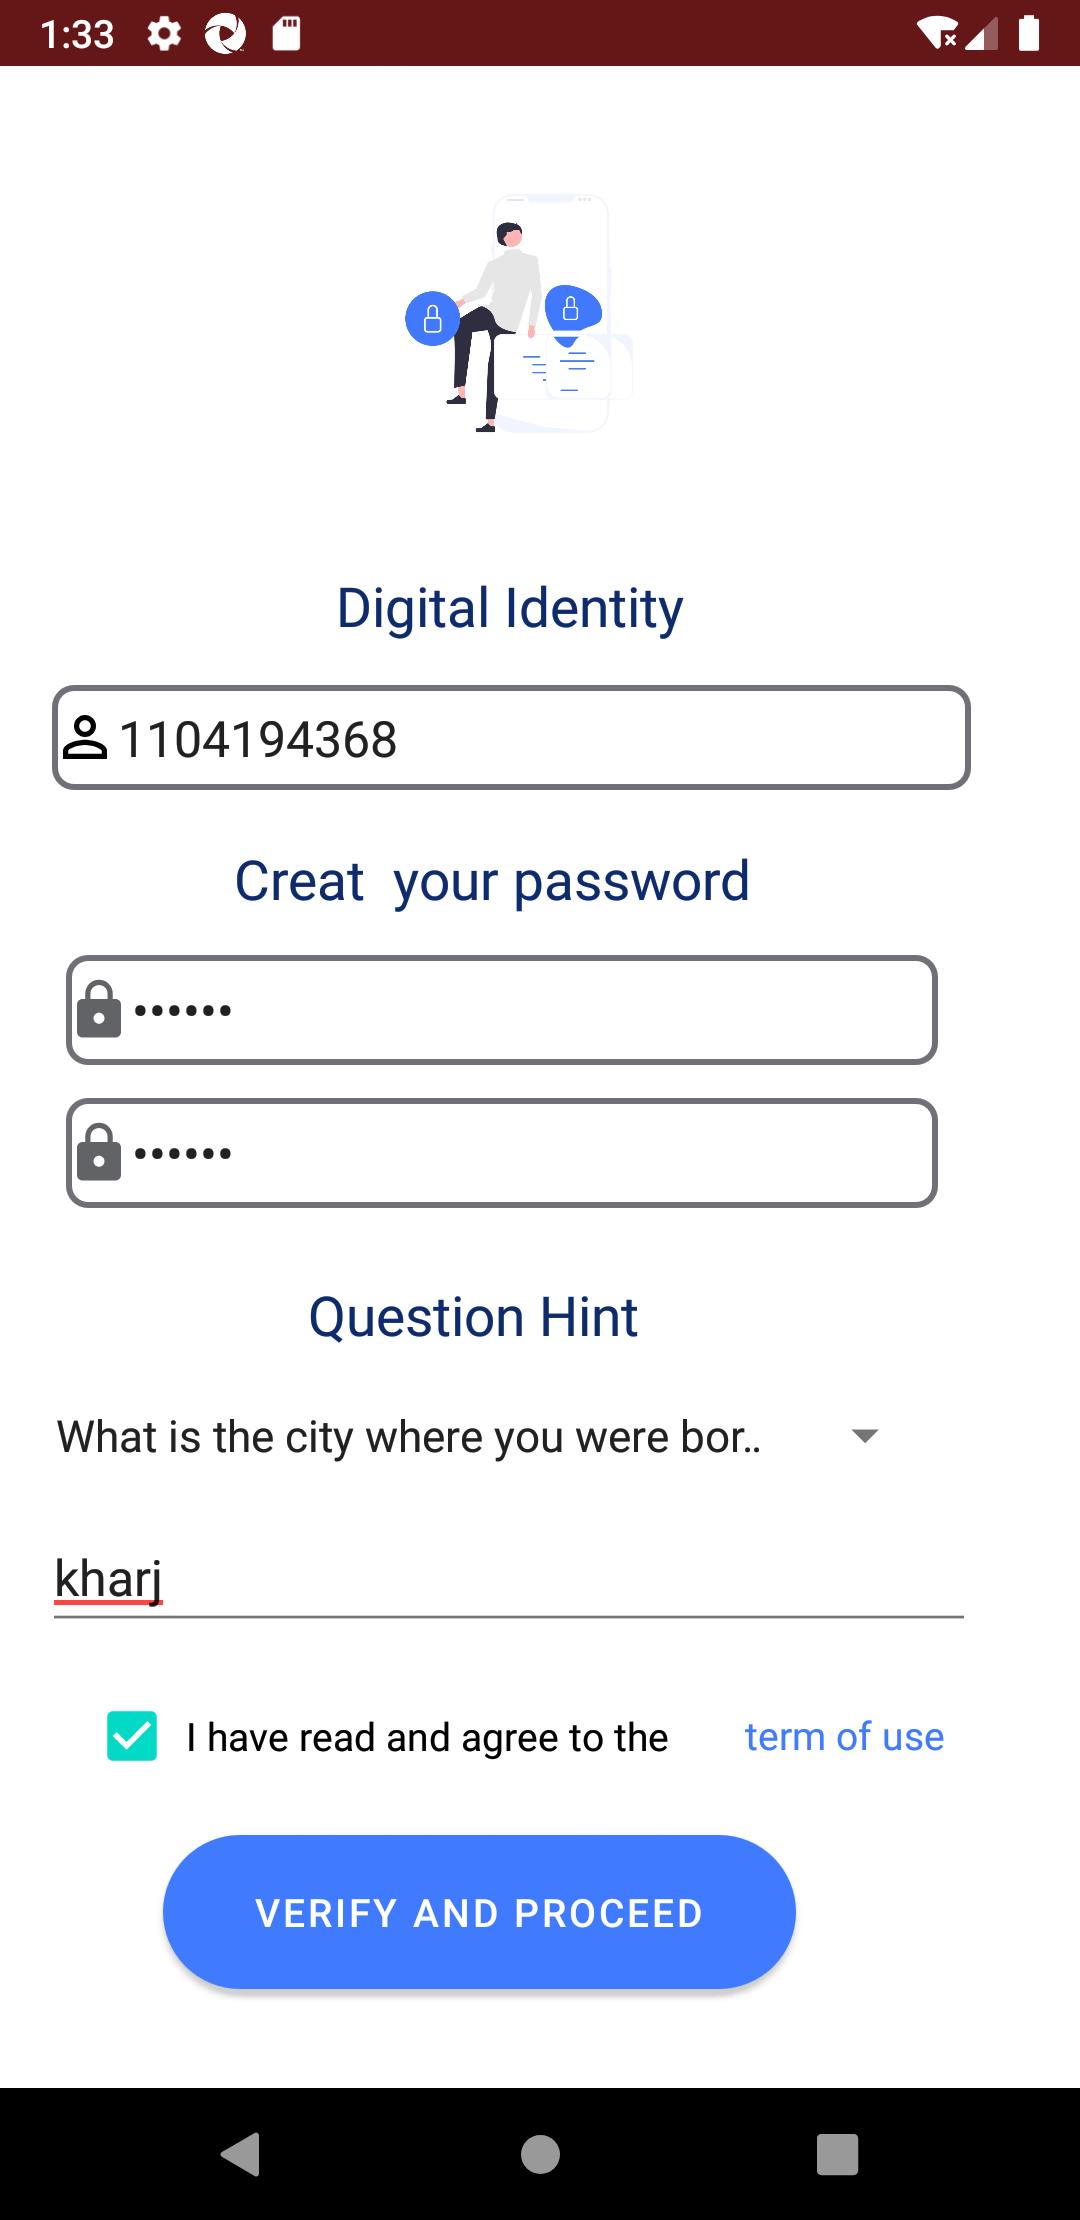 1:33
Digital Identity
1104194368
Creat your password
••••••
••••••
Question Hint
What is the city where you were bor..
kharj
I have read and agree to the term of use
VERIFY AND PROCEED